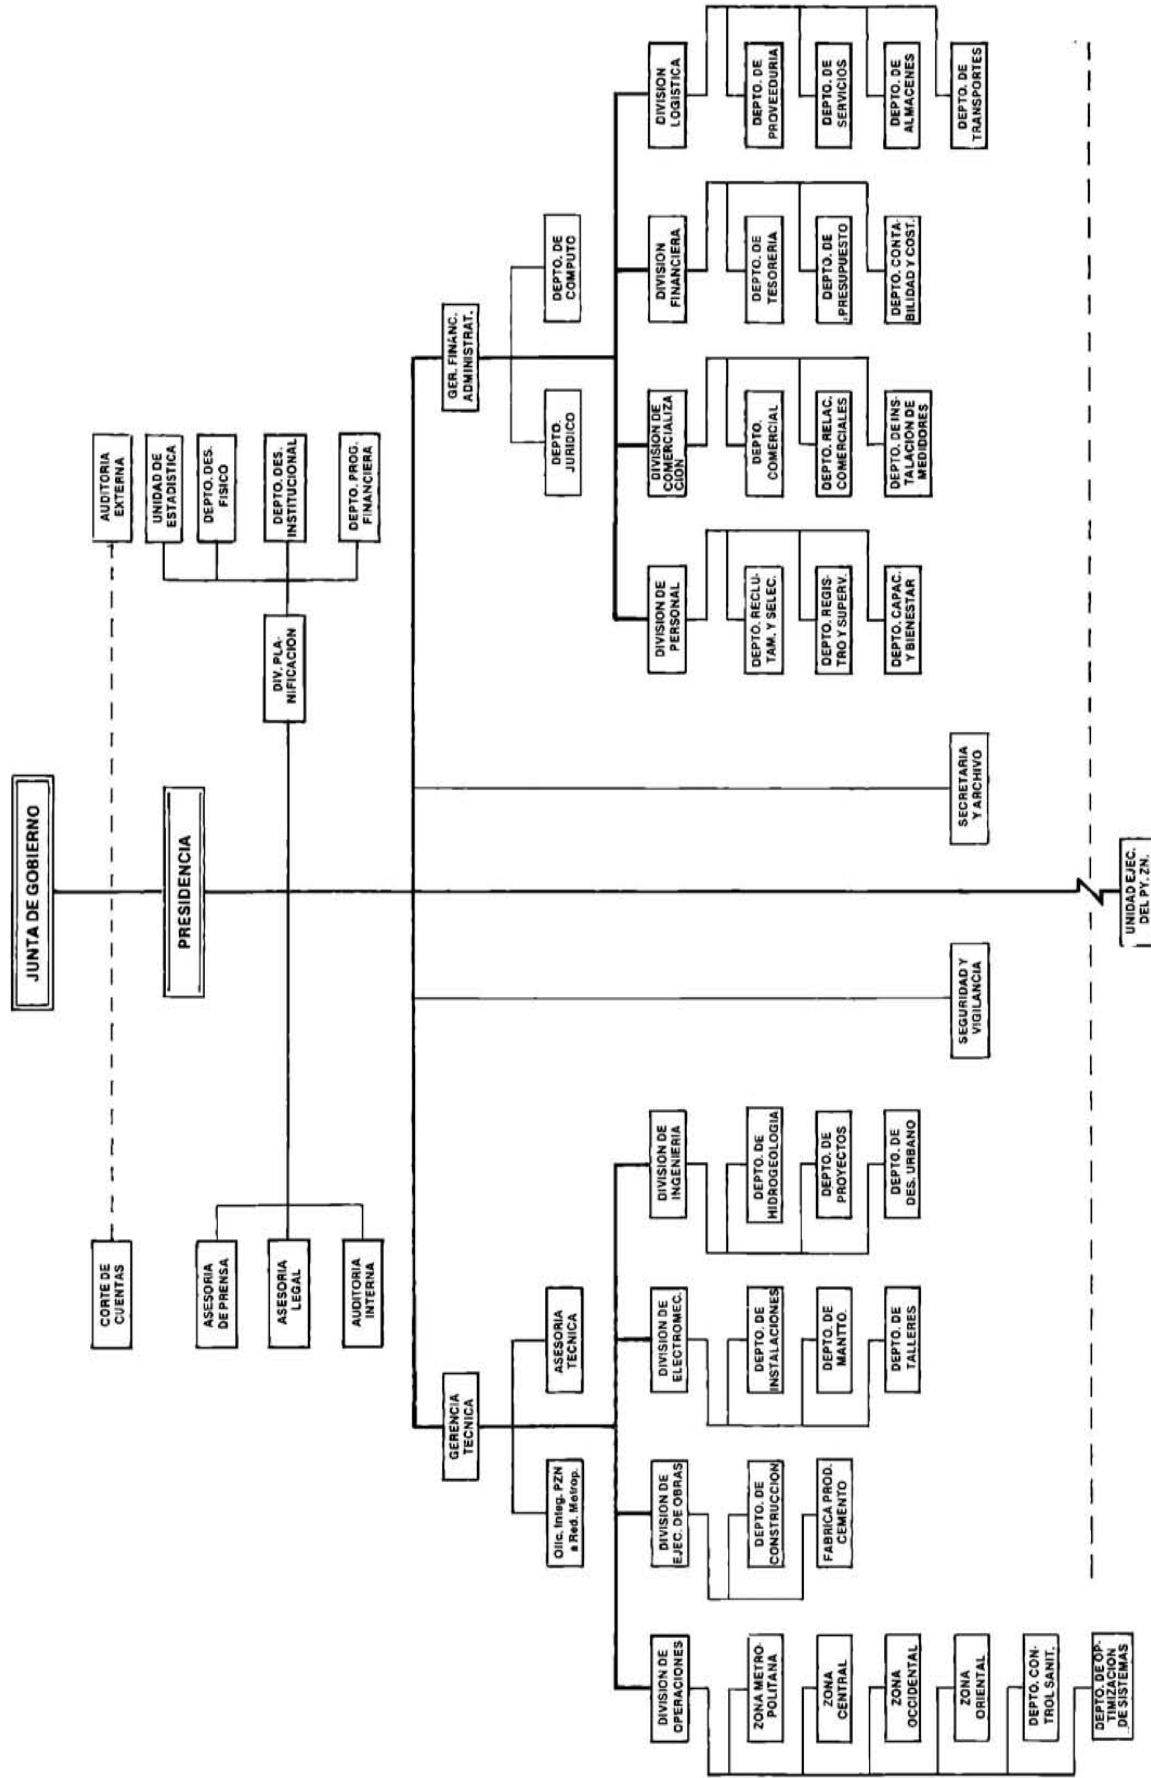 JUNTA DE GOBIERNO
CORTE DE
CUENTAS
AUDITORIA
EXTERNA
PRESIDENCIA
ASESORIA
DE PRENSA
ASESORIA
LEGAL
AUDITORIA
INTERNA
DIV. PLA-
NIFICACION
UNIDAD DE
ESTADISTICA
DEPTO. DES.
FISICO
DEPTO. DES.
INSTITUCIONAL
DEPTO. PROG.
FINANCIERA
GERENCIA
TECNICA
Ofic. Integ. PZN
a Red. Metrop.
ASESORIA
TECNICA
DIVISION DE
OPERACIONES
ZONA METRO-
POLITANA
ZONA
CENTRAL
ZONA
OCCIDENTAL
ZONA
ORIENTAL
DEPTO. CON-
TROL SANIT.
DEPTO. DE OP-
TIMIZACION
DE SISTEMAS
DIVISION DE
EJEC. DE OBRAS
DEPTO. DE
CONSTRUCCION
FABRICA PROD.
CEMENTO
DIVISION DE
ELECTROMEC.
DEPTO. DE
INSTALACIONES
DEPTO. DE
MANTTO.
DEPTO. DE
TALLERES
DIVISION DE
INGENIERIA
DEPTO. DE
HIDROGEOLOGIA
DEPTO. DE
PROYECTOS
DEPTO. DE
DES. URBANO
SEGURIDAD Y
VIGILANCIA
SECRETARIA
Y ARCHIVO
GER. FINANC.
ADMINISTRAT.
DEPTO.
JURIDICO
DEPTO. DE
COMPUTO
DIVISION DE
PERSONAL
DEPTO. RECLU-
TAM. Y SELEC.
DEPTO. REGIS-
TRO Y SUPERV.
DEPTO. CAPAC.
Y BIENESTAR
DIVISION DE
COMERCIALIZA
CION
DEPTO.
COMERCIAL
DEPTO. RELAC.
COMERCIALES
DEPTO. DE INS-
TALACION DE
MEDIDORES
DIVISION
FINANCIERA
DEPTO. DE
TESORERIA
DEPTO. DE
PRESUPUESTO
DEPTO. CONTA-
BILIDAD Y COST.
DIVISION
LOGISTICA
DEPTO. DE
PROVEEDURIA
DEPTO. DE
SERVICIOS
DEPTO. DE
ALMACENES
DEPTO. DE
TRANSPORTES
UNIDAD EJEC.
DEL PY. ZN.